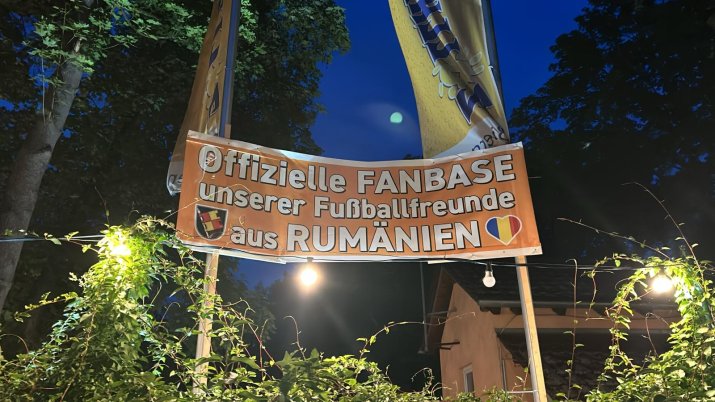 Offizielle FANBASE
unserer Fußballfreunde
aus RUMÄNIEN